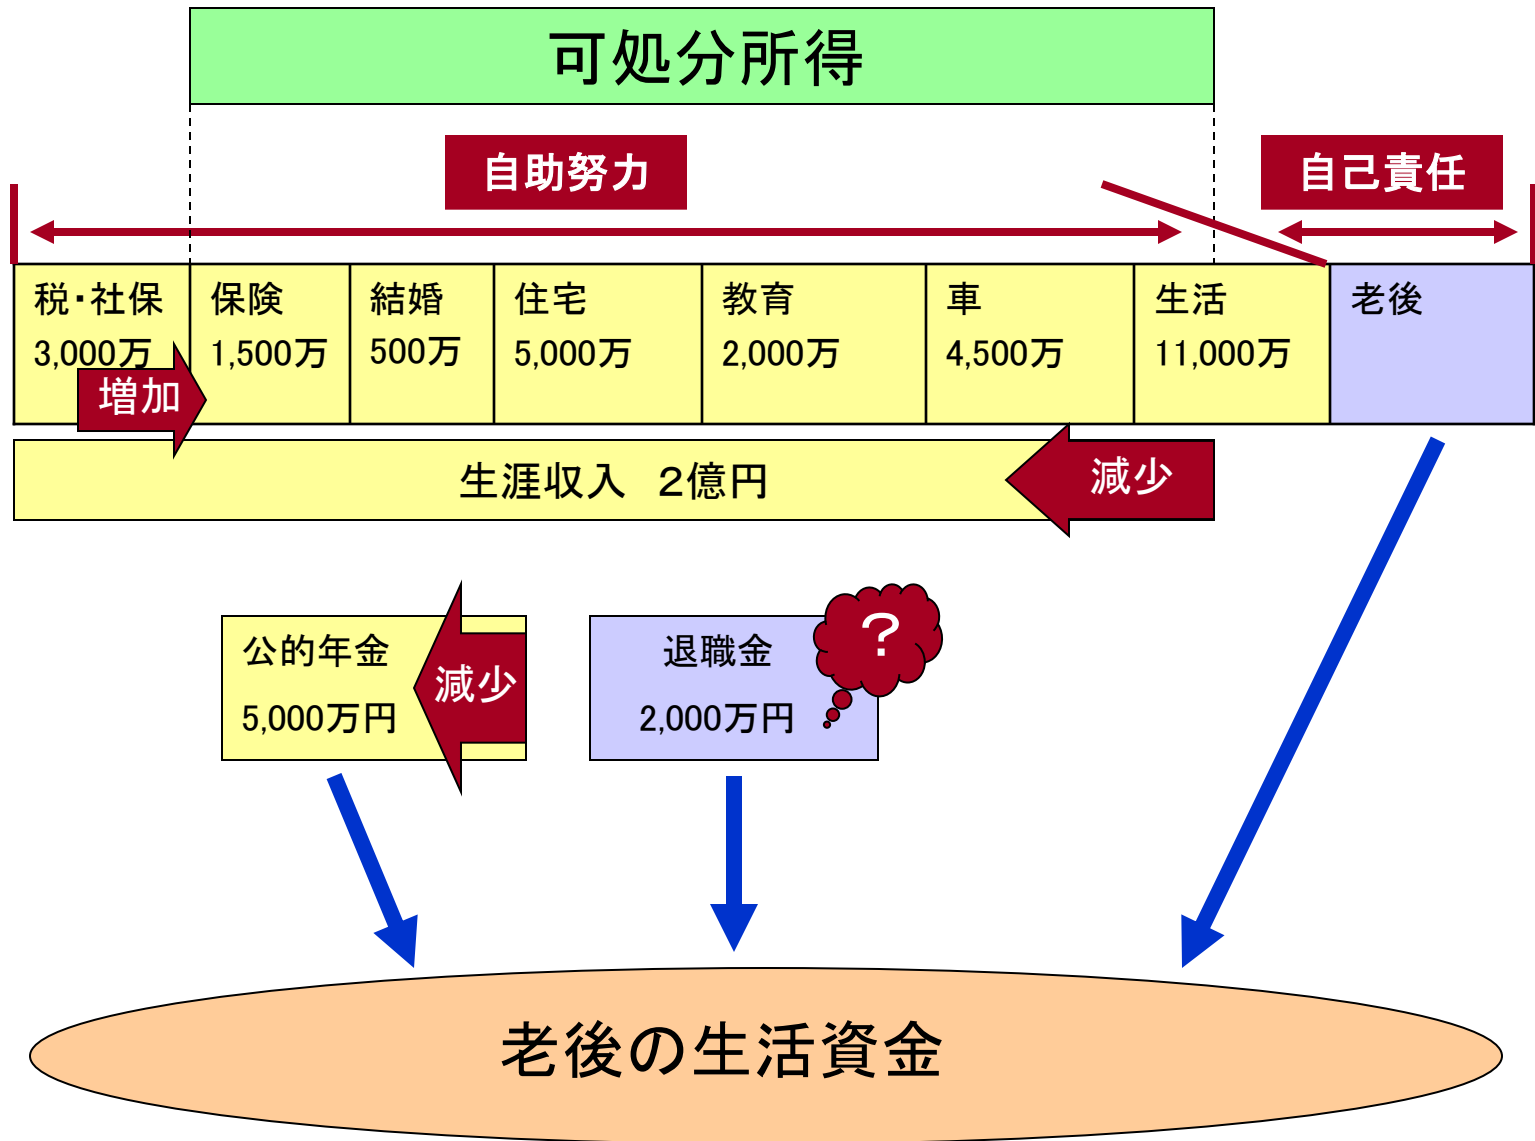 可処分所得
自助努力
自己責任
税・社保
3,000万
保険
1,500万
結婚
500万
住宅
5,000万
教育
2,000万
車
4,500万
生活
11,000万
老後
増加
生涯収入　２億円
減少
公的年金
5,000万円
減少
退職金
2,000万円
？
老後の生活資金